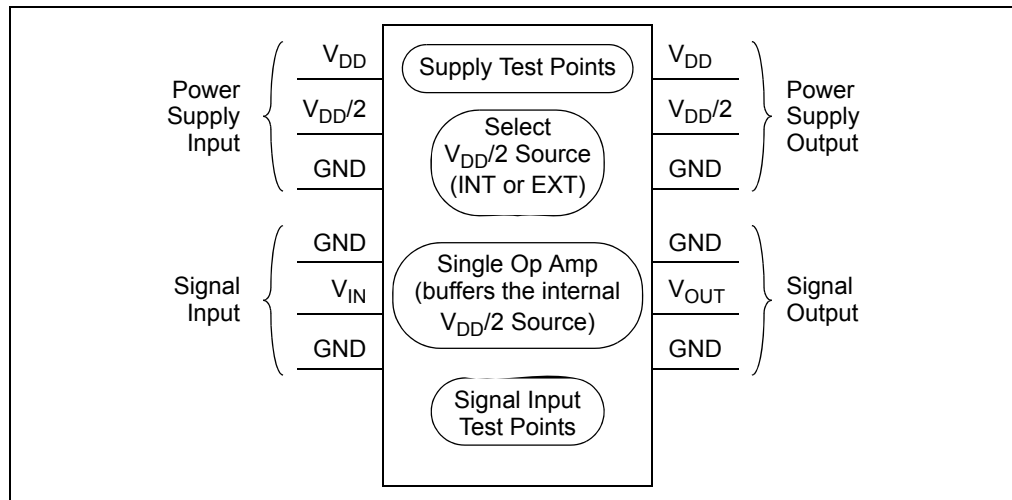 Power
Supply
Input
V_DD
V_DD/2
GND
Signal
Input
GND
V_IN
GND
Supply Test Points
Select
V_DD/2 Source
(INT or EXT)
Single Op Amp
(buffers the internal
V_DD/2 Source)
Signal Input
Test Points
V_DD
V_DD/2
GND
Power
Supply
Output
GND
V_OUT
GND
Signal
Output